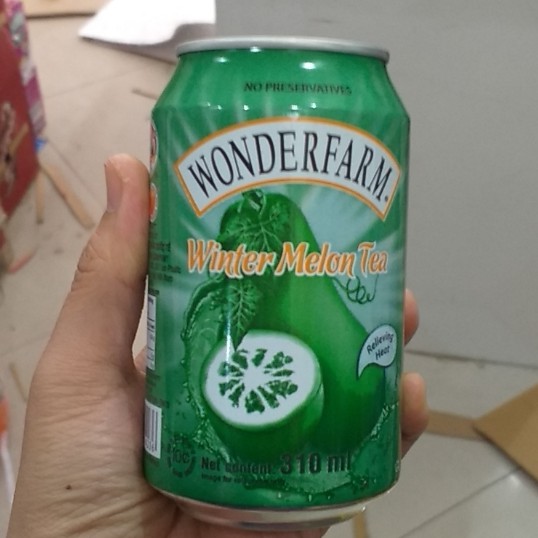 NO PRESERVATIVES
WONDERFARM
Winter Melon Tea
Relieving
Heat
Net content 310 ml